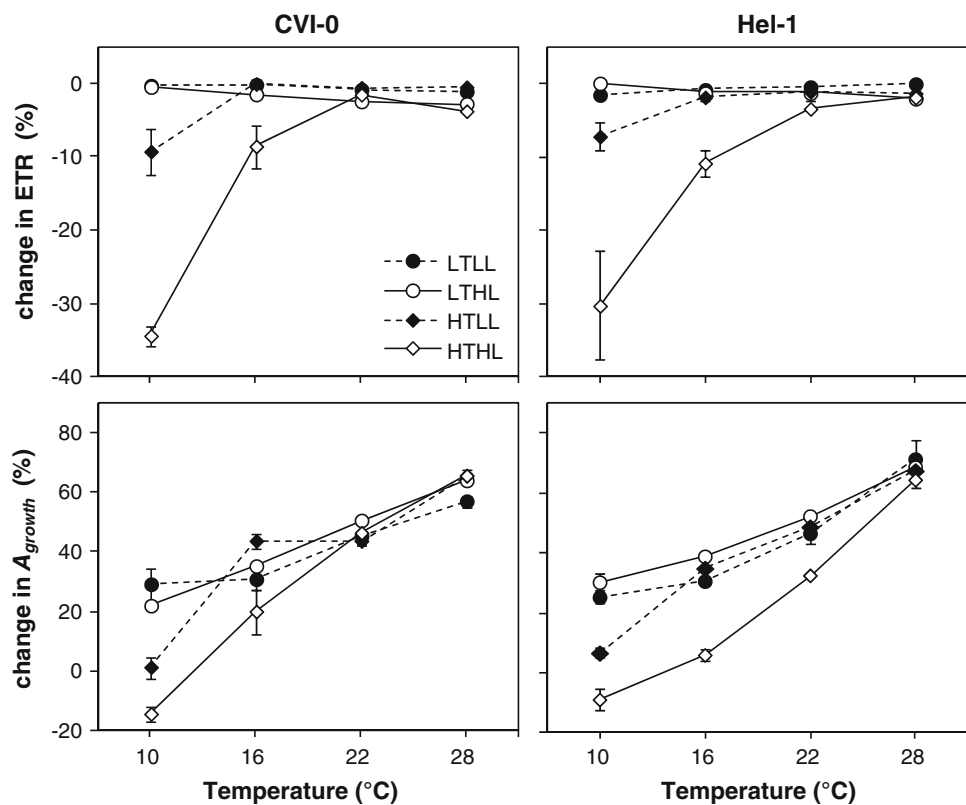 CVI-0
Hel-1
change in ETR (%)
0
-10
-20
-30
-40
LTLL
LTHL
HTLL
HTHL
change in Agrowth (%)
80
60
40
20
0
-20
10 16 22 28
10 16 22 28
Temperature (°C)
Temperature (°C)